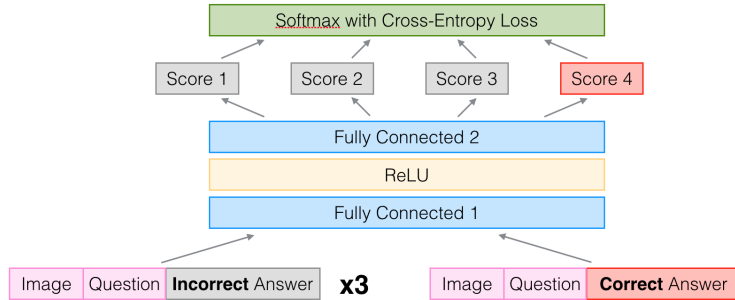 Softmax with Cross-Entropy Loss
Score 1
Score 2
Score 3
Score 4
Fully Connected 2
ReLU
Fully Connected 1
Image Question Incorrect Answer x3
Image Question Correct Answer